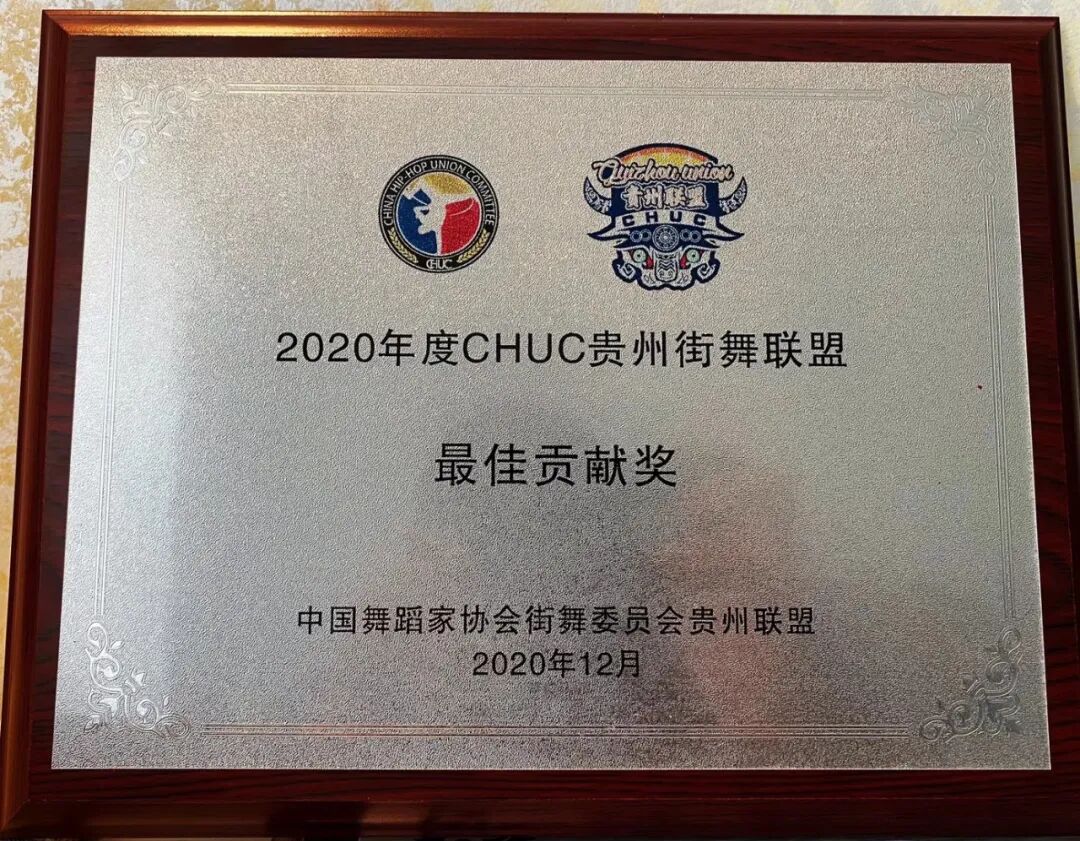 CHINA HIP-HOP UNION COMMITTEE
CHUC
Guizhou union
贵州联盟
CHUC
2020年度CHUC贵州街舞联盟
最佳贡献奖
中国舞蹈家协会街舞委员会贵州联盟
2020年12月